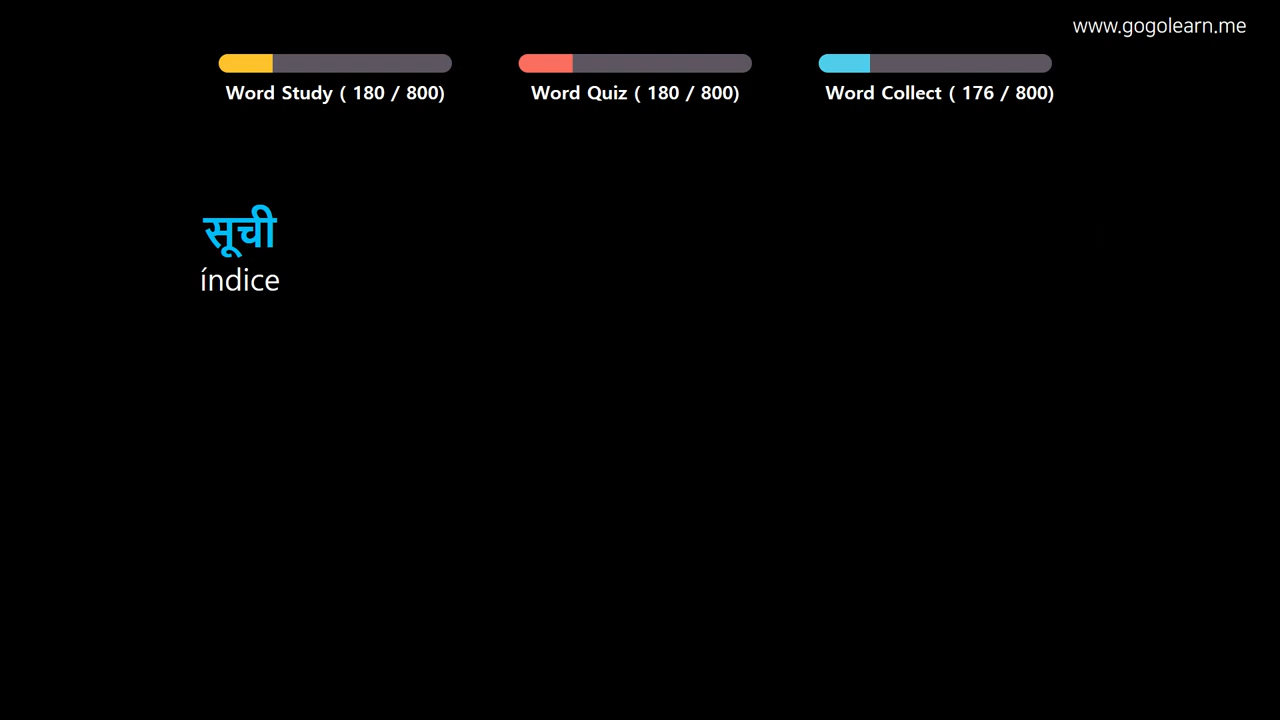 www.gogolearn.me
Word Study ( 180 / 800)
Word Quiz ( 180 / 800)
Word Collect ( 176 / 800)
सूची
índice